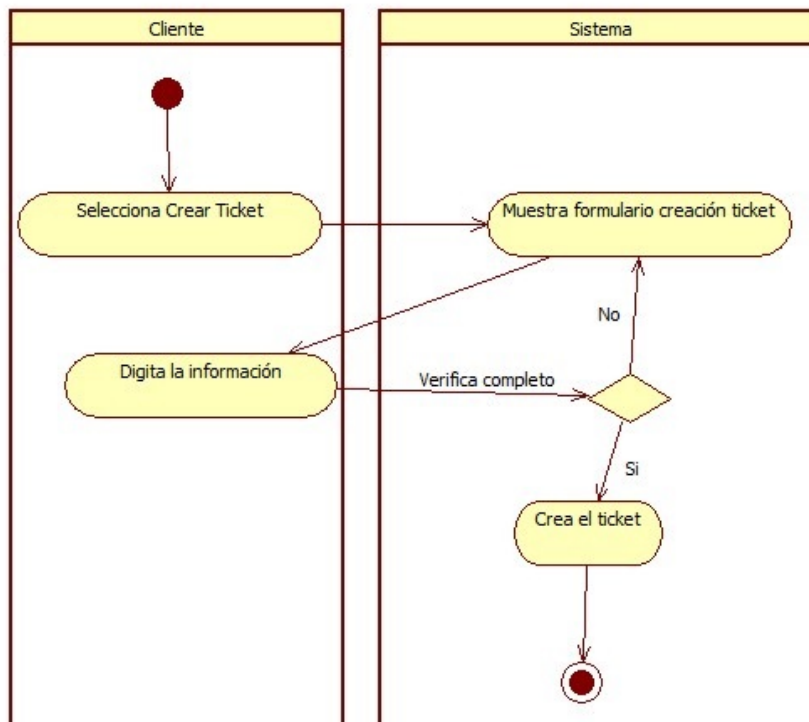 Cliente
Sistema
Selecciona Crear Ticket
Muestra formulario creación ticket
No
Digita la información
Verifica completo
Si
Crea el ticket